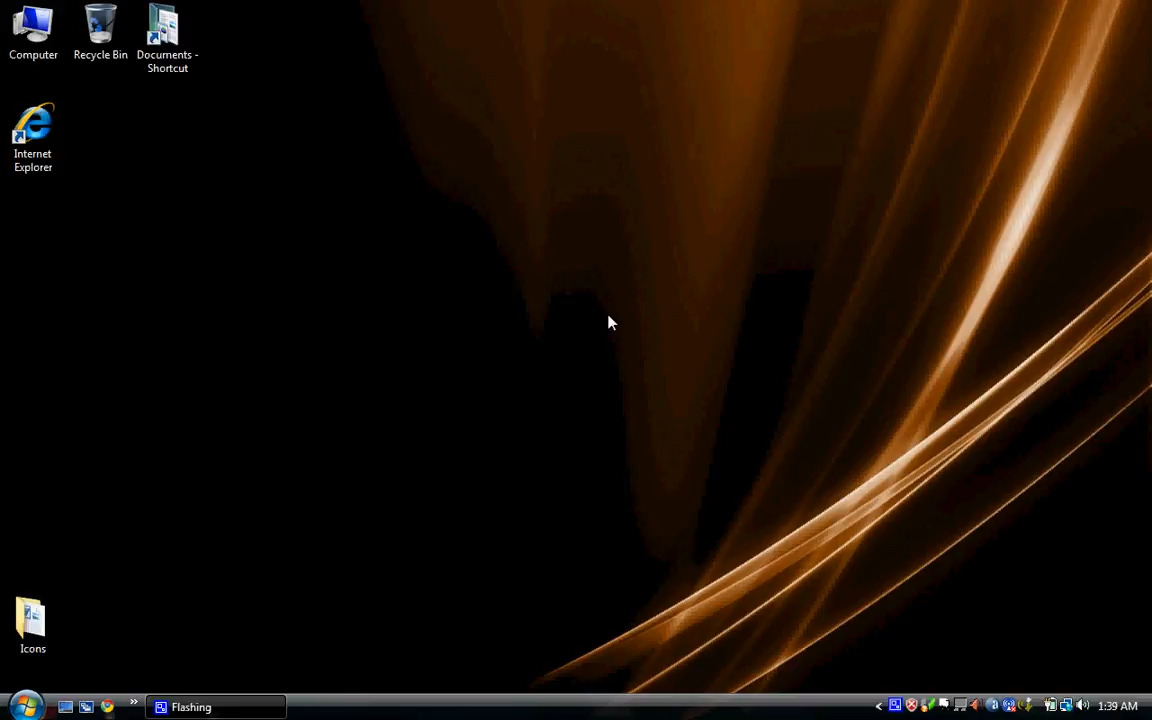 Computer
Recycle Bin
Documents -
Shortcut
Internet
Explorer
Icons
Flashing
1:39 AM